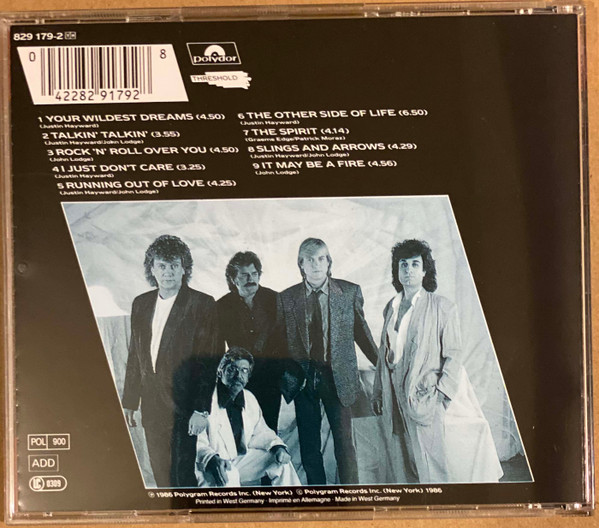 829 179-2
0
8
42282 91792
Polydor
THRESHOLD
1 YOUR WILDEST DREAMS (4.50)
(Justin Hayward)
2 TALKIN' TALKIN' (3.55)
(Justin Hayward/John Lodge)
3 ROCK 'N' ROLL OVER YOU (4.50)
(John Lodge)
4 I JUST DON'T CARE (3.25)
(Justin Hayward)
5 RUNNING OUT OF LOVE (4.25)
(Justin Hayward/John Lodge)
6 THE OTHER SIDE OF LIFE (6.50)
(Justin Hayward)
7 THE SPIRIT (4.14)
(Graeme Edge/Patrick Moraz)
8 SLINGS AND ARROWS (4.29)
(Justin Hayward/John Lodge)
9 IT MAY BE A FIRE (4.56)
(John Lodge)
POL 900
ADD
LC 0309
℗ 1986 Polygram Records Inc. (New York) © Polygram Records Inc. (New York) 1986
Printed in West Germany - Imprimé en Allemagne - Made in West Germany